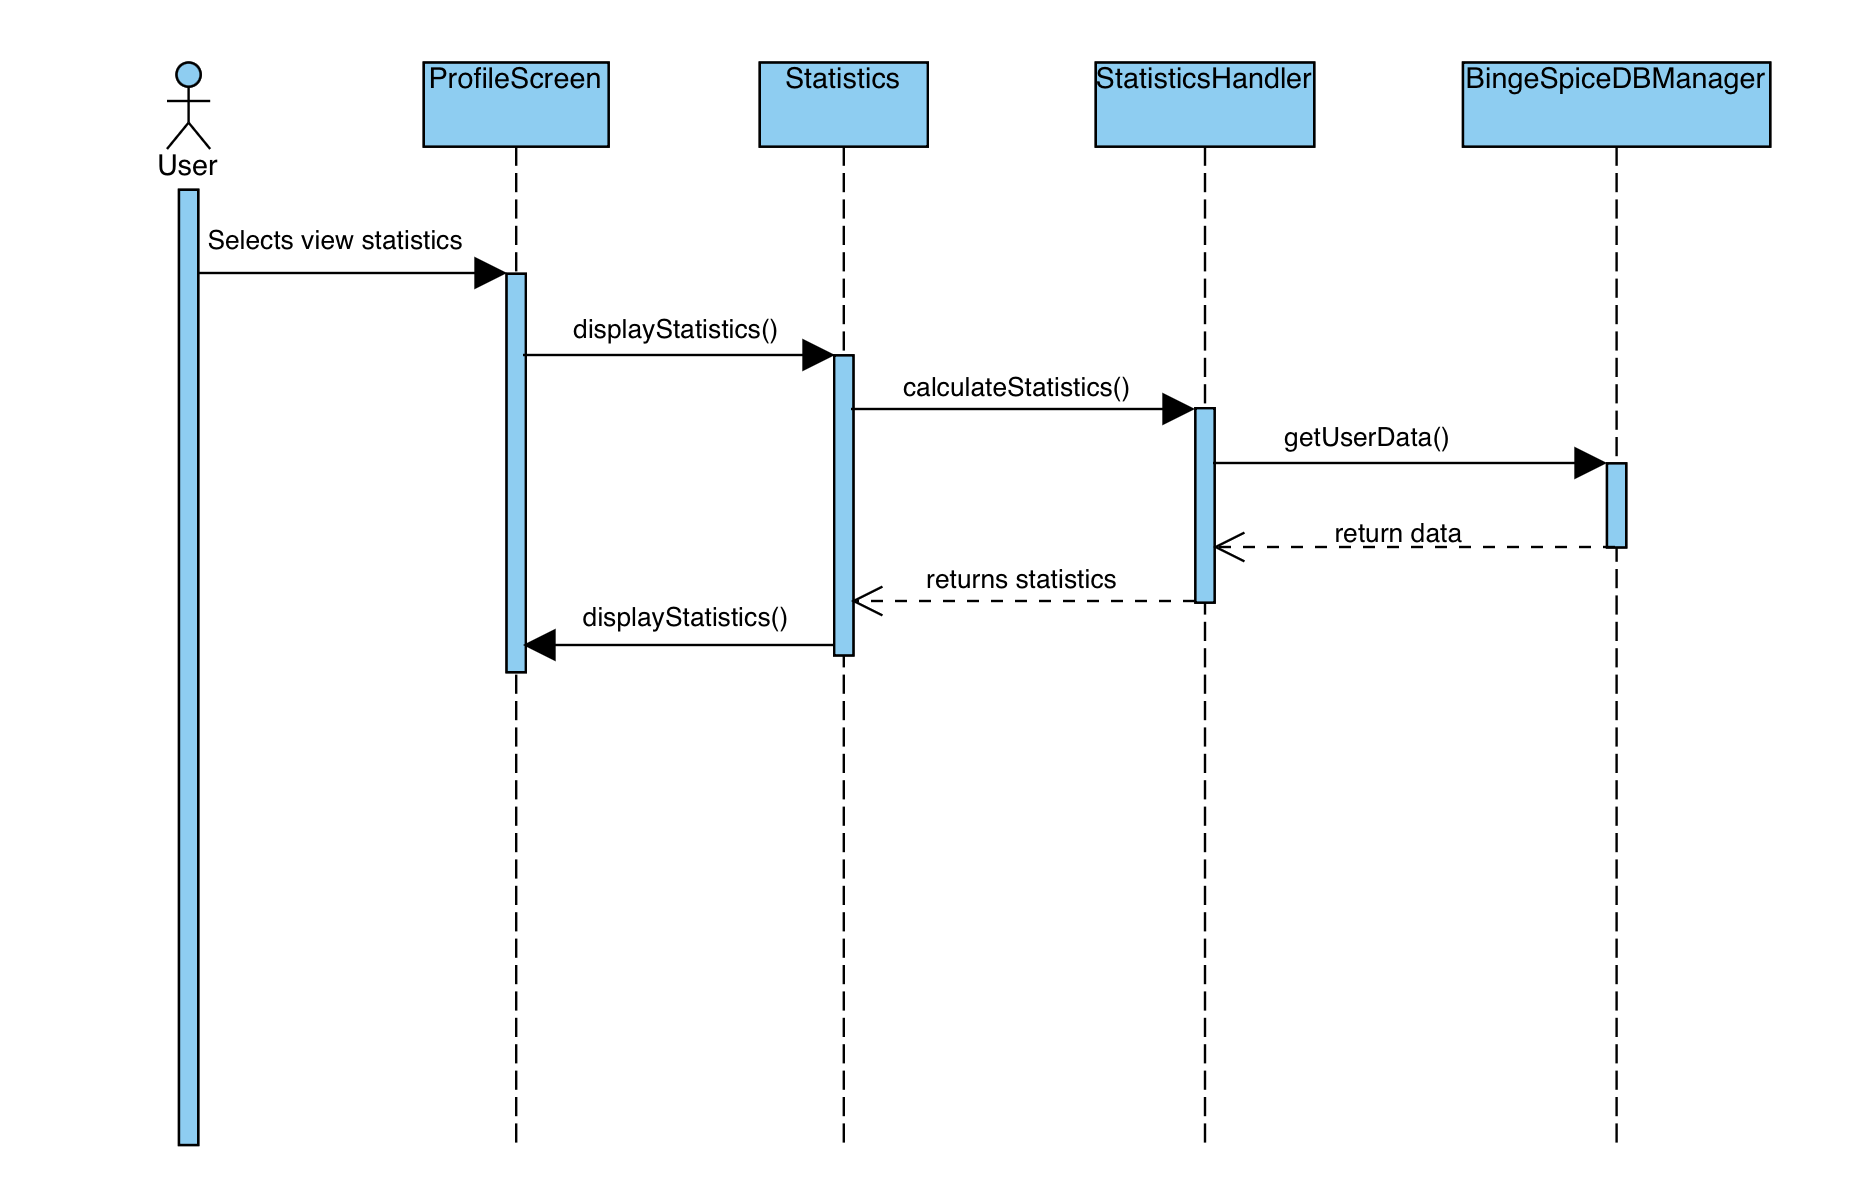 ProfileScreen
Statistics
StatisticsHandler
BingeSpiceDBManager
User
Selects view statistics
displayStatistics()
calculateStatistics()
getUserData()
return data
returns statistics
displayStatistics()